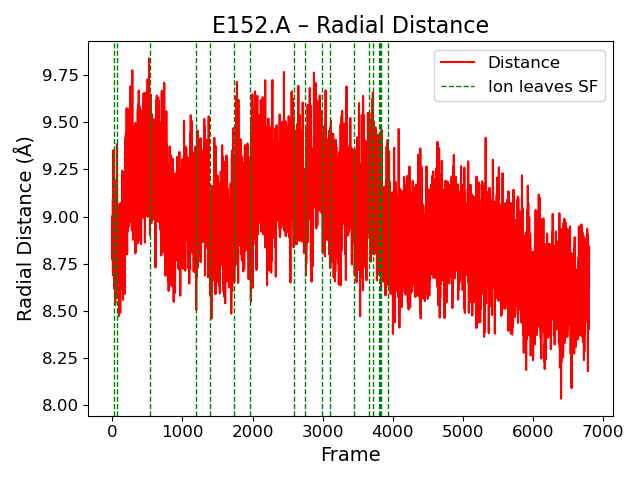 E152.A – Radial Distance
Distance
Ion leaves SF
Radial Distance (Å)
9.75
9.50
9.25
9.00
8.75
8.50
8.25
8.00
0 1000 2000 3000 4000 5000 6000 7000
Frame